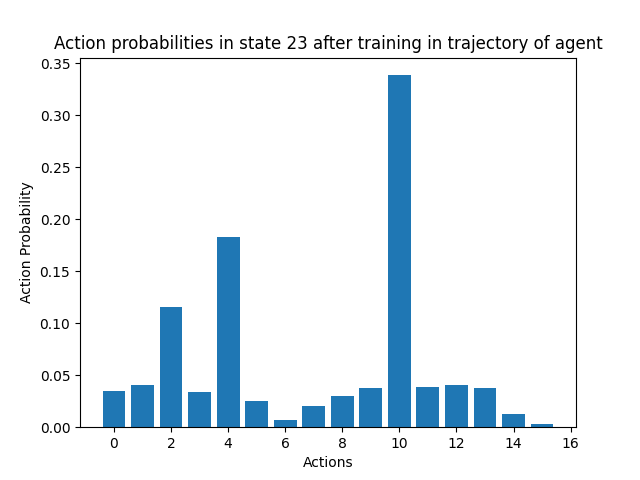 Action probabilities in state 23 after training in trajectory of agent
0.35
0.30
0.25
0.20
0.15
0.10
0.05
0.00
Action Probability
0 2 4 6 8 10 12 14 16
Actions